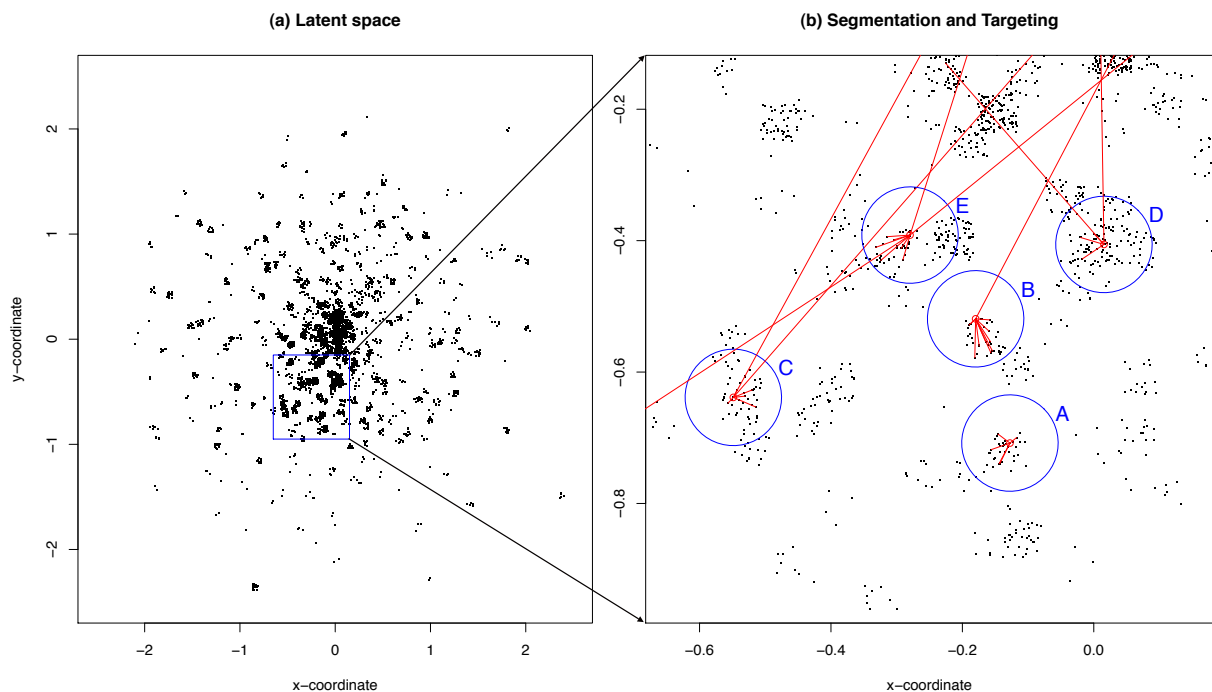 (a) Latent space
(b) Segmentation and Targeting
y−coordinate
2
1
0
−1
−2
−2
−1
0
1
2
x−coordinate
−0.2
−0.4
−0.6
−0.8
E
D
B
C
A
−0.6
−0.4
−0.2
0.0
x−coordinate